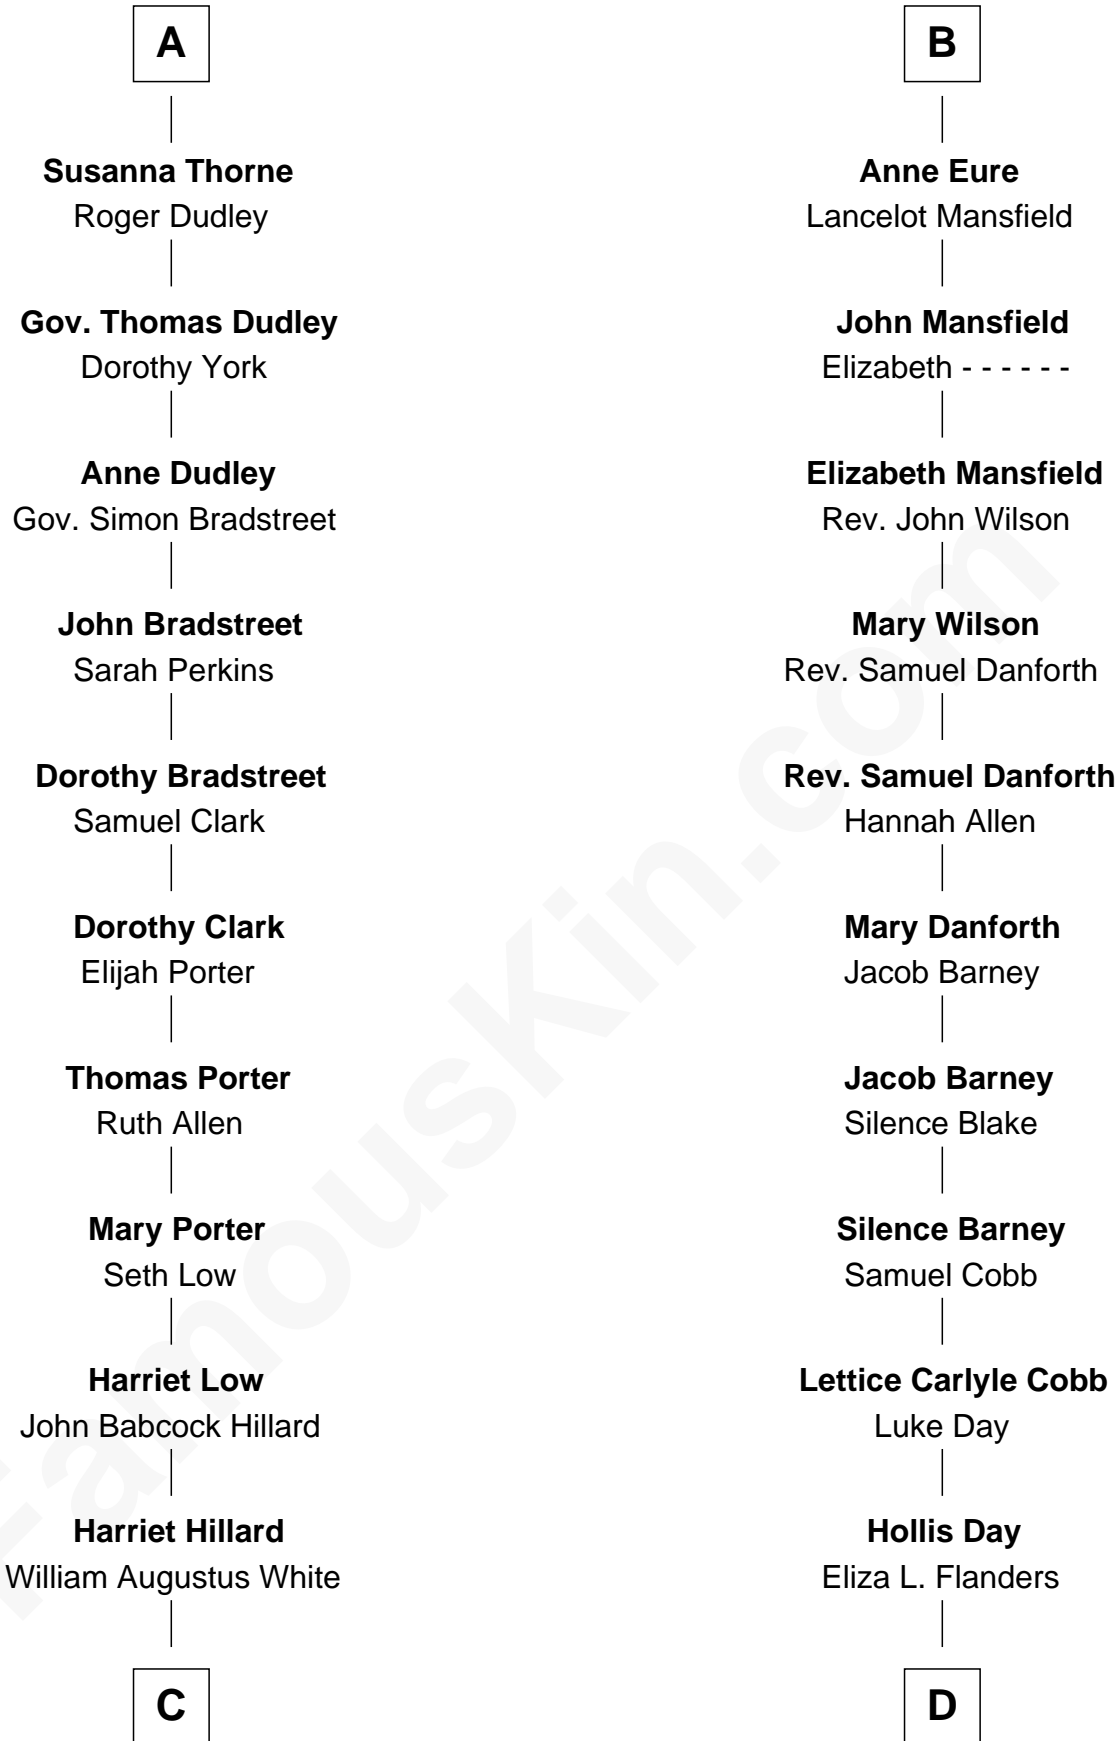 A
Susanna Thorne
Roger Dudley
Gov. Thomas Dudley
Dorothy York
Anne Dudley
Gov. Simon Bradstreet
John Bradstreet
Sarah Perkins
Dorothy Bradstreet
Samuel Clark
Dorothy Clark
Elijah Porter
Thomas Porter
Ruth Allen
Mary Porter
Seth Low
Harriet Low
John Babcock Hillard
Harriet Hillard
William Augustus White
C
B
Anne Eure
Lancelot Mansfield
John Mansfield
Elizabeth - - - - - -
Elizabeth Mansfield
Rev. John Wilson
Mary Wilson
Rev. Samuel Danforth
Rev. Samuel Danforth
Hannah Allen
Mary Danforth
Jacob Barney
Jacob Barney
Silence Blake
Silence Barney
Samuel Cobb
Lettice Carlyle Cobb
Luke Day
Hollis Day
Eliza L. Flanders
D
FamousKin.com